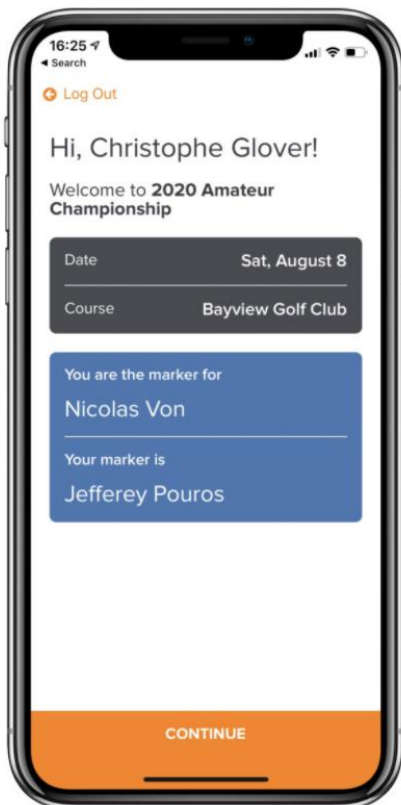 16:25
Search
Log Out
Hi, Christophe Glover!
Welcome to 2020 Amateur
Championship
Date Sat, August 8
Course Bayview Golf Club
You are the marker for
Nicolas Von
Your marker is
Jefferey Pouros
CONTINUE